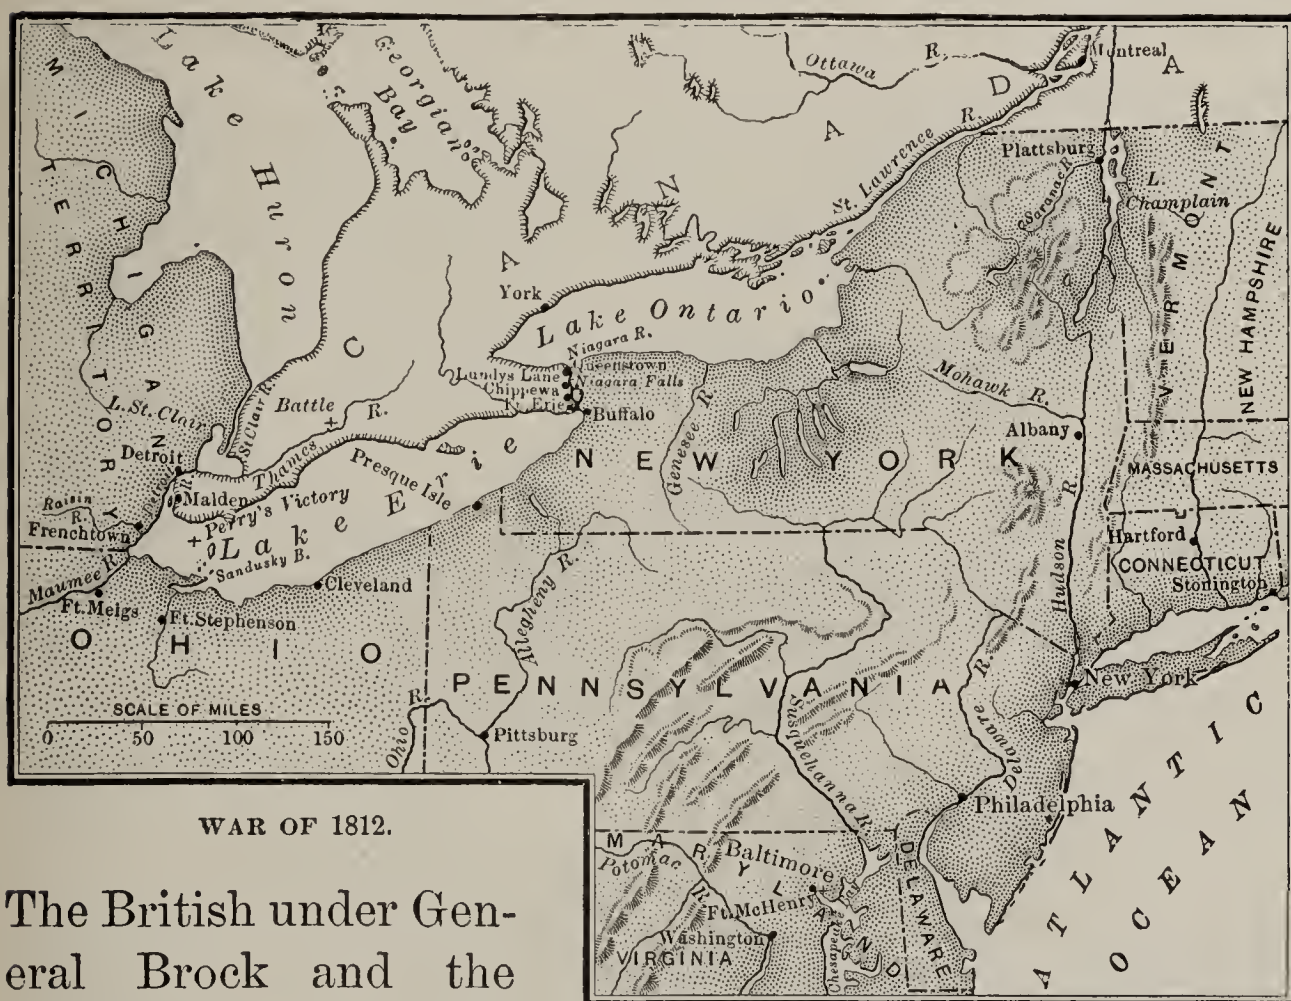 MICHIGAN
TERRITORY
Lake Huron
Georgian
Bay
CANADA
Ottawa R.
Montreal
St. Lawrence R.
Plattsburg
Saranac R.
L.
Champlain
VERMONT
NEW HAMPSHIRE
York
Lake Ontario
Niagara R.
Queenstown
Lundys Lane
Niagara Falls
Chippewa
Ft. Erie
Buffalo
Genesee R.
Mohawk R.
Albany
NEW YORK
MASSACHUSETTS
Hartford
CONNECTICUT
Stonington
Hudson R.
L. St. Clair
St Clair R.
Battle
Thames R.
Detroit
Detroit R.
Malden
Raisin
R.
Frenchtown
Presque Isle
Perry's Victory
Lake Erie
Sandusky B.
Maumee R.
Ft. Meigs
Ft. Stephenson
Cleveland
OHIO
Allegheny R.
PENNSYLVANIA
Susquehanna R.
Delaware R.
New York
SCALE OF MILES
0 50 100 150
Ohio R.
Pittsburg
Philadelphia
ATLANTIC
OCEAN
MARYLAND
Potomac R.
Baltimore
Ft. McHenry
Washington
VIRGINIA
Chesapeake
DELAWARE
WAR OF 1812.
The British under Gen-
eral Brock and the